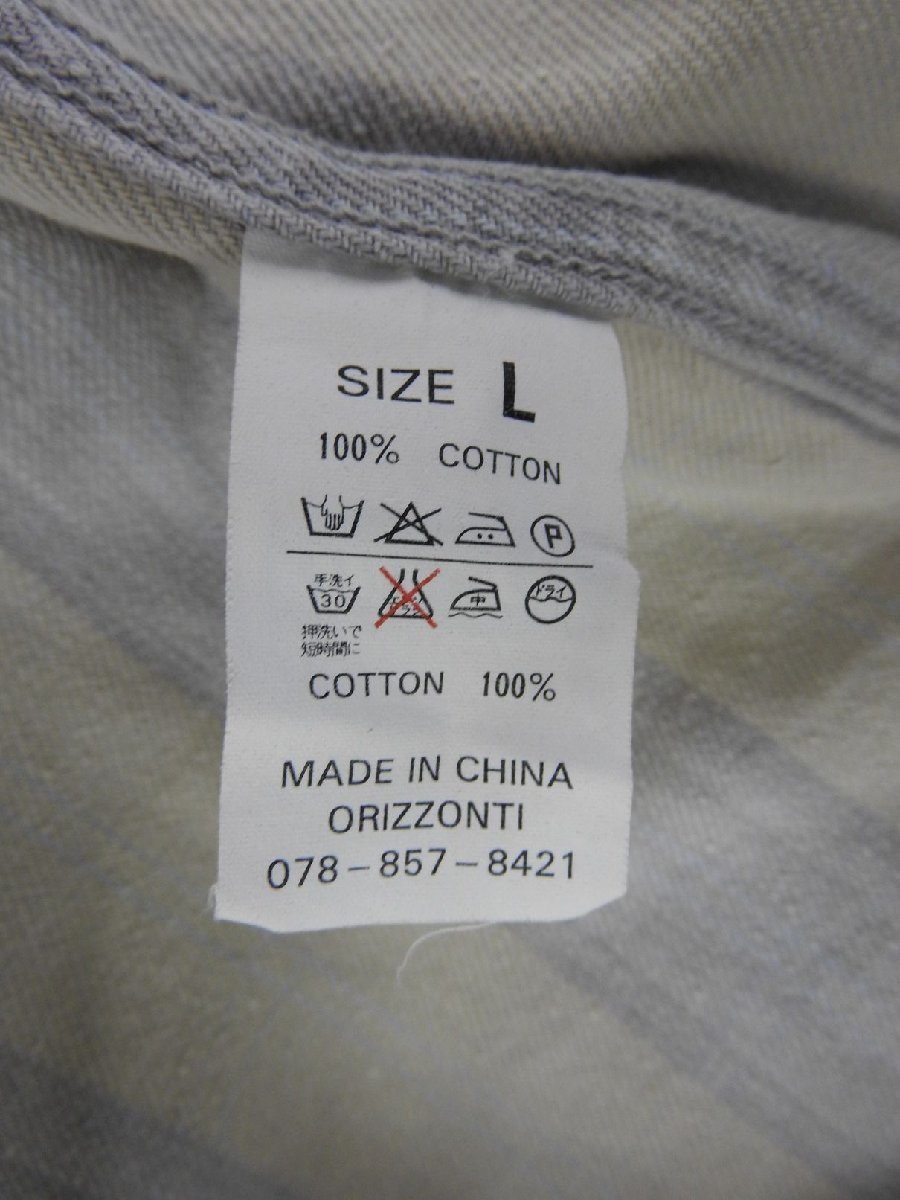 SIZE L
100% COTTON
P
手洗イ
30 中 ドライ
押洗いで
短時間に
COTTON 100%
MADE IN CHINA
ORIZZONTI
078-857-8421